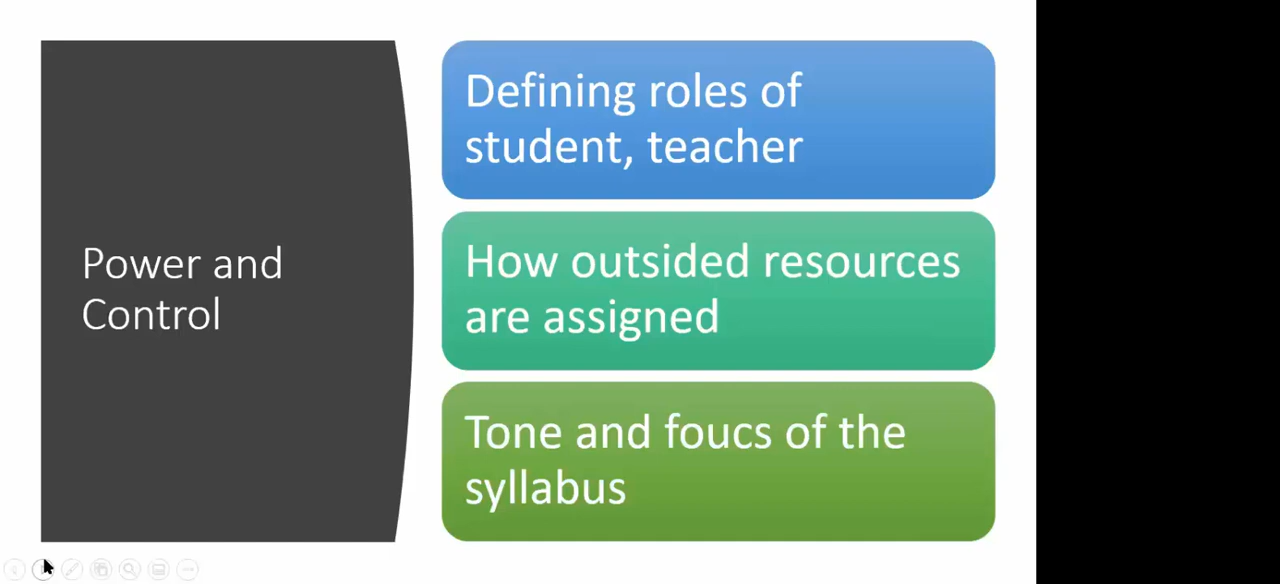 Power and
Control
Defining roles of
student, teacher
How outsided resources
are assigned
Tone and foucs of the
syllabus